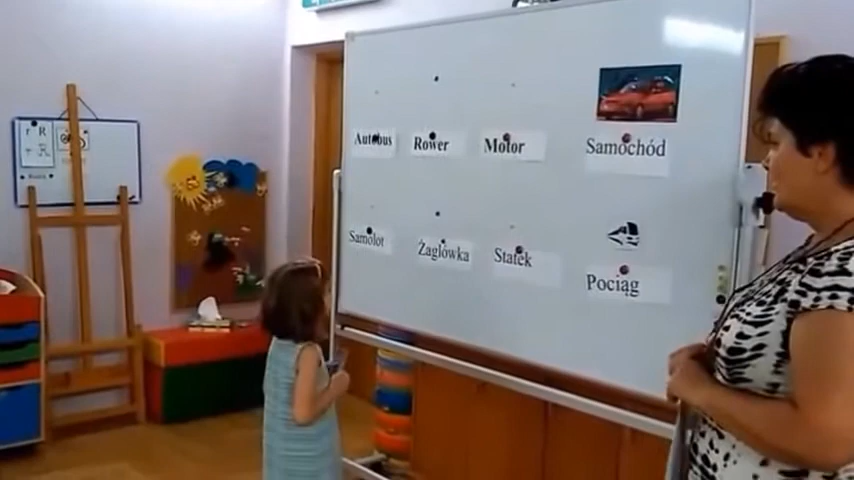 r R
Autobus
Rower
Motor
Samochód
Samolot
Żaglówka
Statek
Pociąg